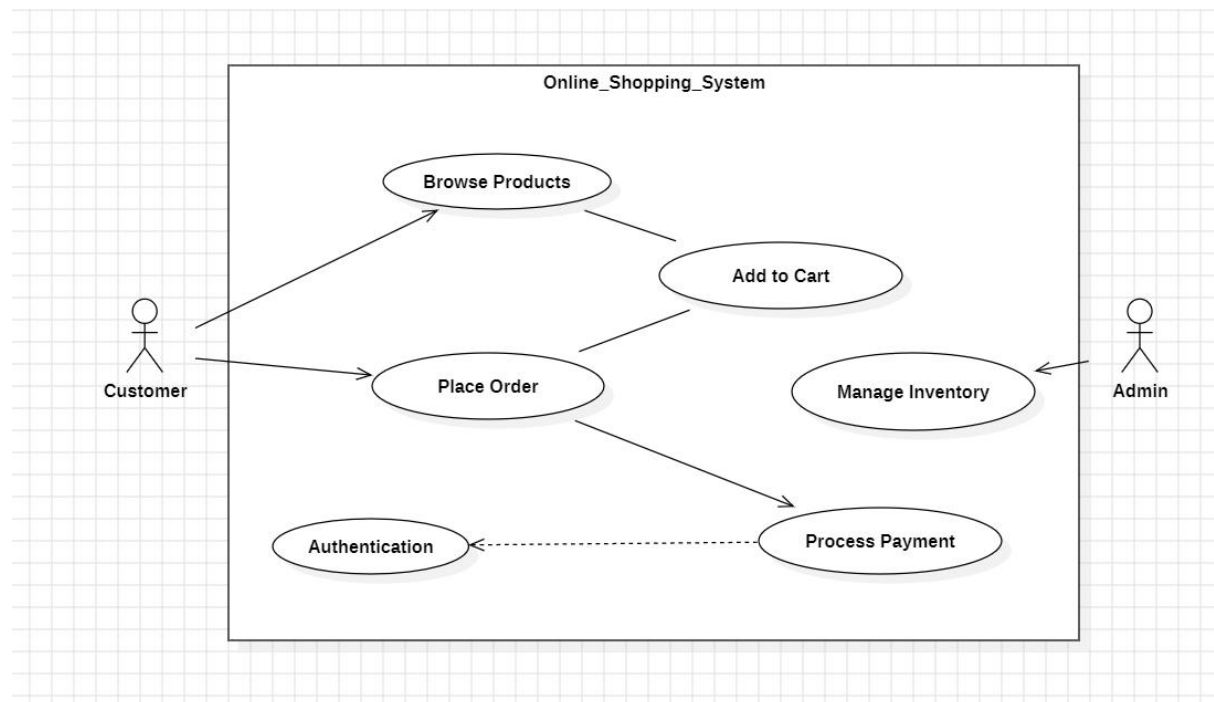 Online_Shopping_System
Browse Products
Add to Cart
Place Order
Manage Inventory
Customer
Admin
Authentication
Process Payment